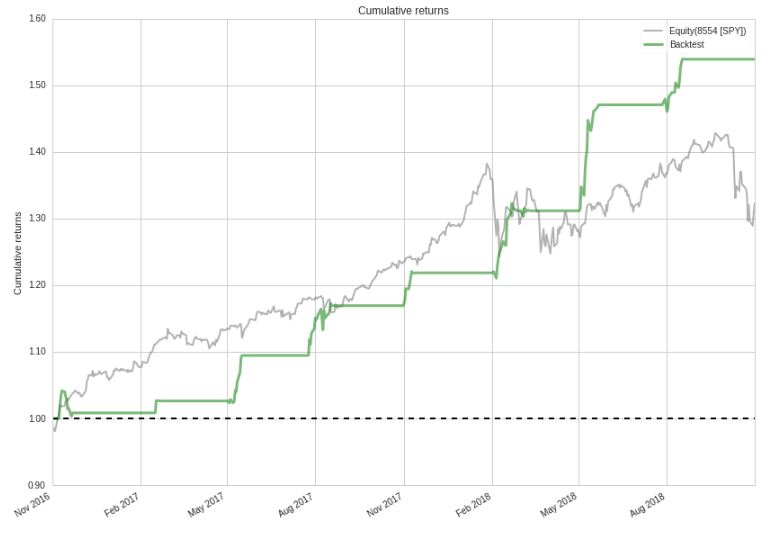 Cumulative returns
1.60
Equity(8554 [SPY])
Backtest
1.50
1.40
1.30
1.20
1.10
1.00
0.90
Cumulative returns
Nov 2016
Feb 2017
May 2017
Aug 2017
Nov 2017
Feb 2018
May 2018
Aug 2018